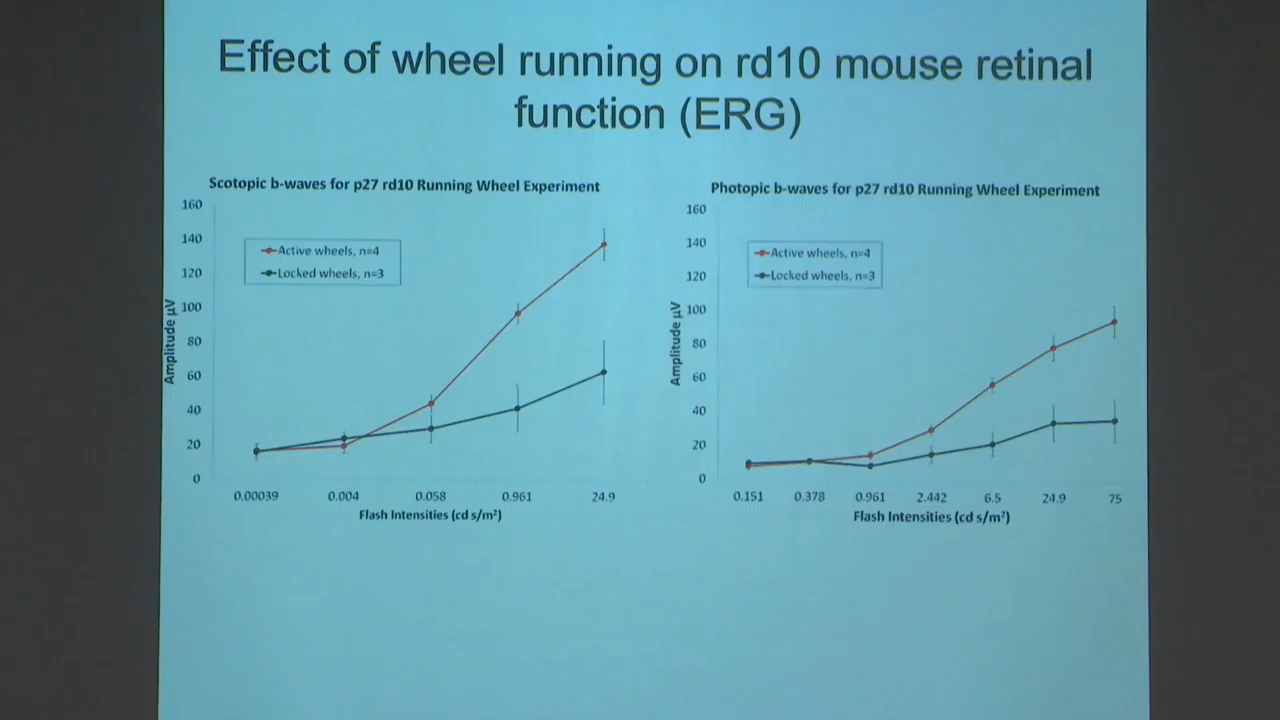 Effect of wheel running on rd10 mouse retinal
function (ERG)
Scotopic b-waves for p27 rd10 Running Wheel Experiment
160
140
120
100
80
60
40
20
0
Amplitude µV
Active wheels, n=4
Locked wheels, n=3
0.00039 0.004 0.058 0.961 24.9
Flash Intensities (cd s/m²)
Photopic b-waves for p27 rd10 Running Wheel Experiment
160
140
120
100
80
60
40
20
0
Amplitude µV
Active wheels, n=4
Locked wheels, n=3
0.151 0.378 0.961 2.442 6.5 24.9 75
Flash Intensities (cd s/m²)